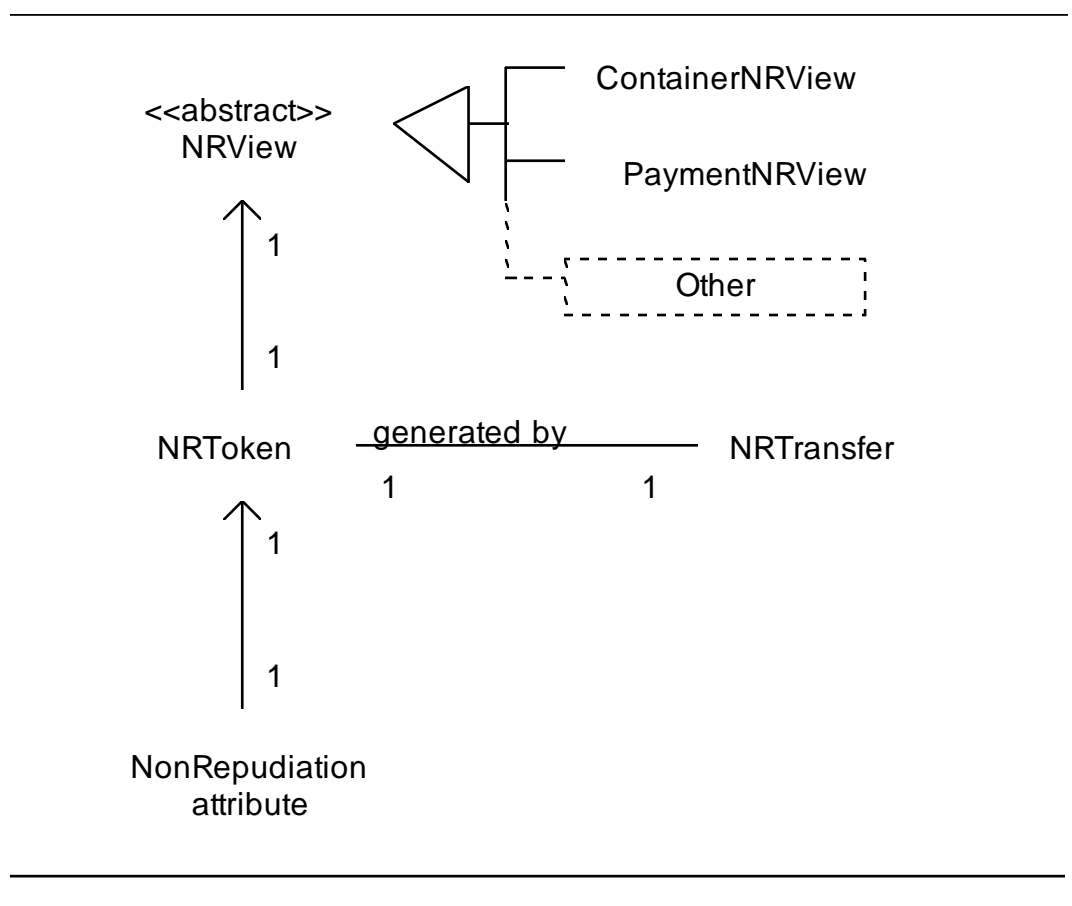 ContainerNRView
<<abstract>>
NRView
PaymentNRView
1
Other
1
NRToken
generated by
NRTransfer
1
1
1
1
NonRepudiation
attribute